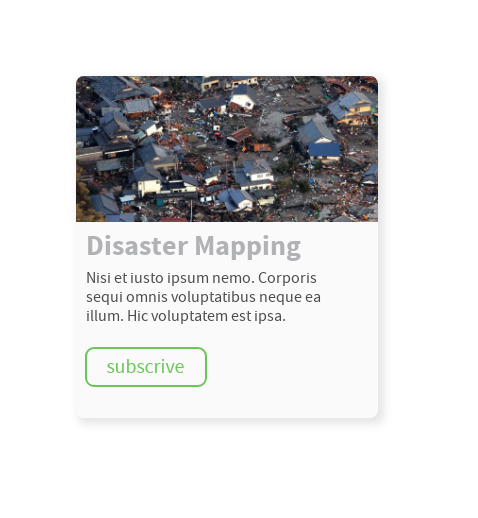 Disaster Mapping
Nisi et iusto ipsum nemo. Corporis
sequi omnis voluptatibus neque ea
illum. Hic voluptatem est ipsa.
subscrive